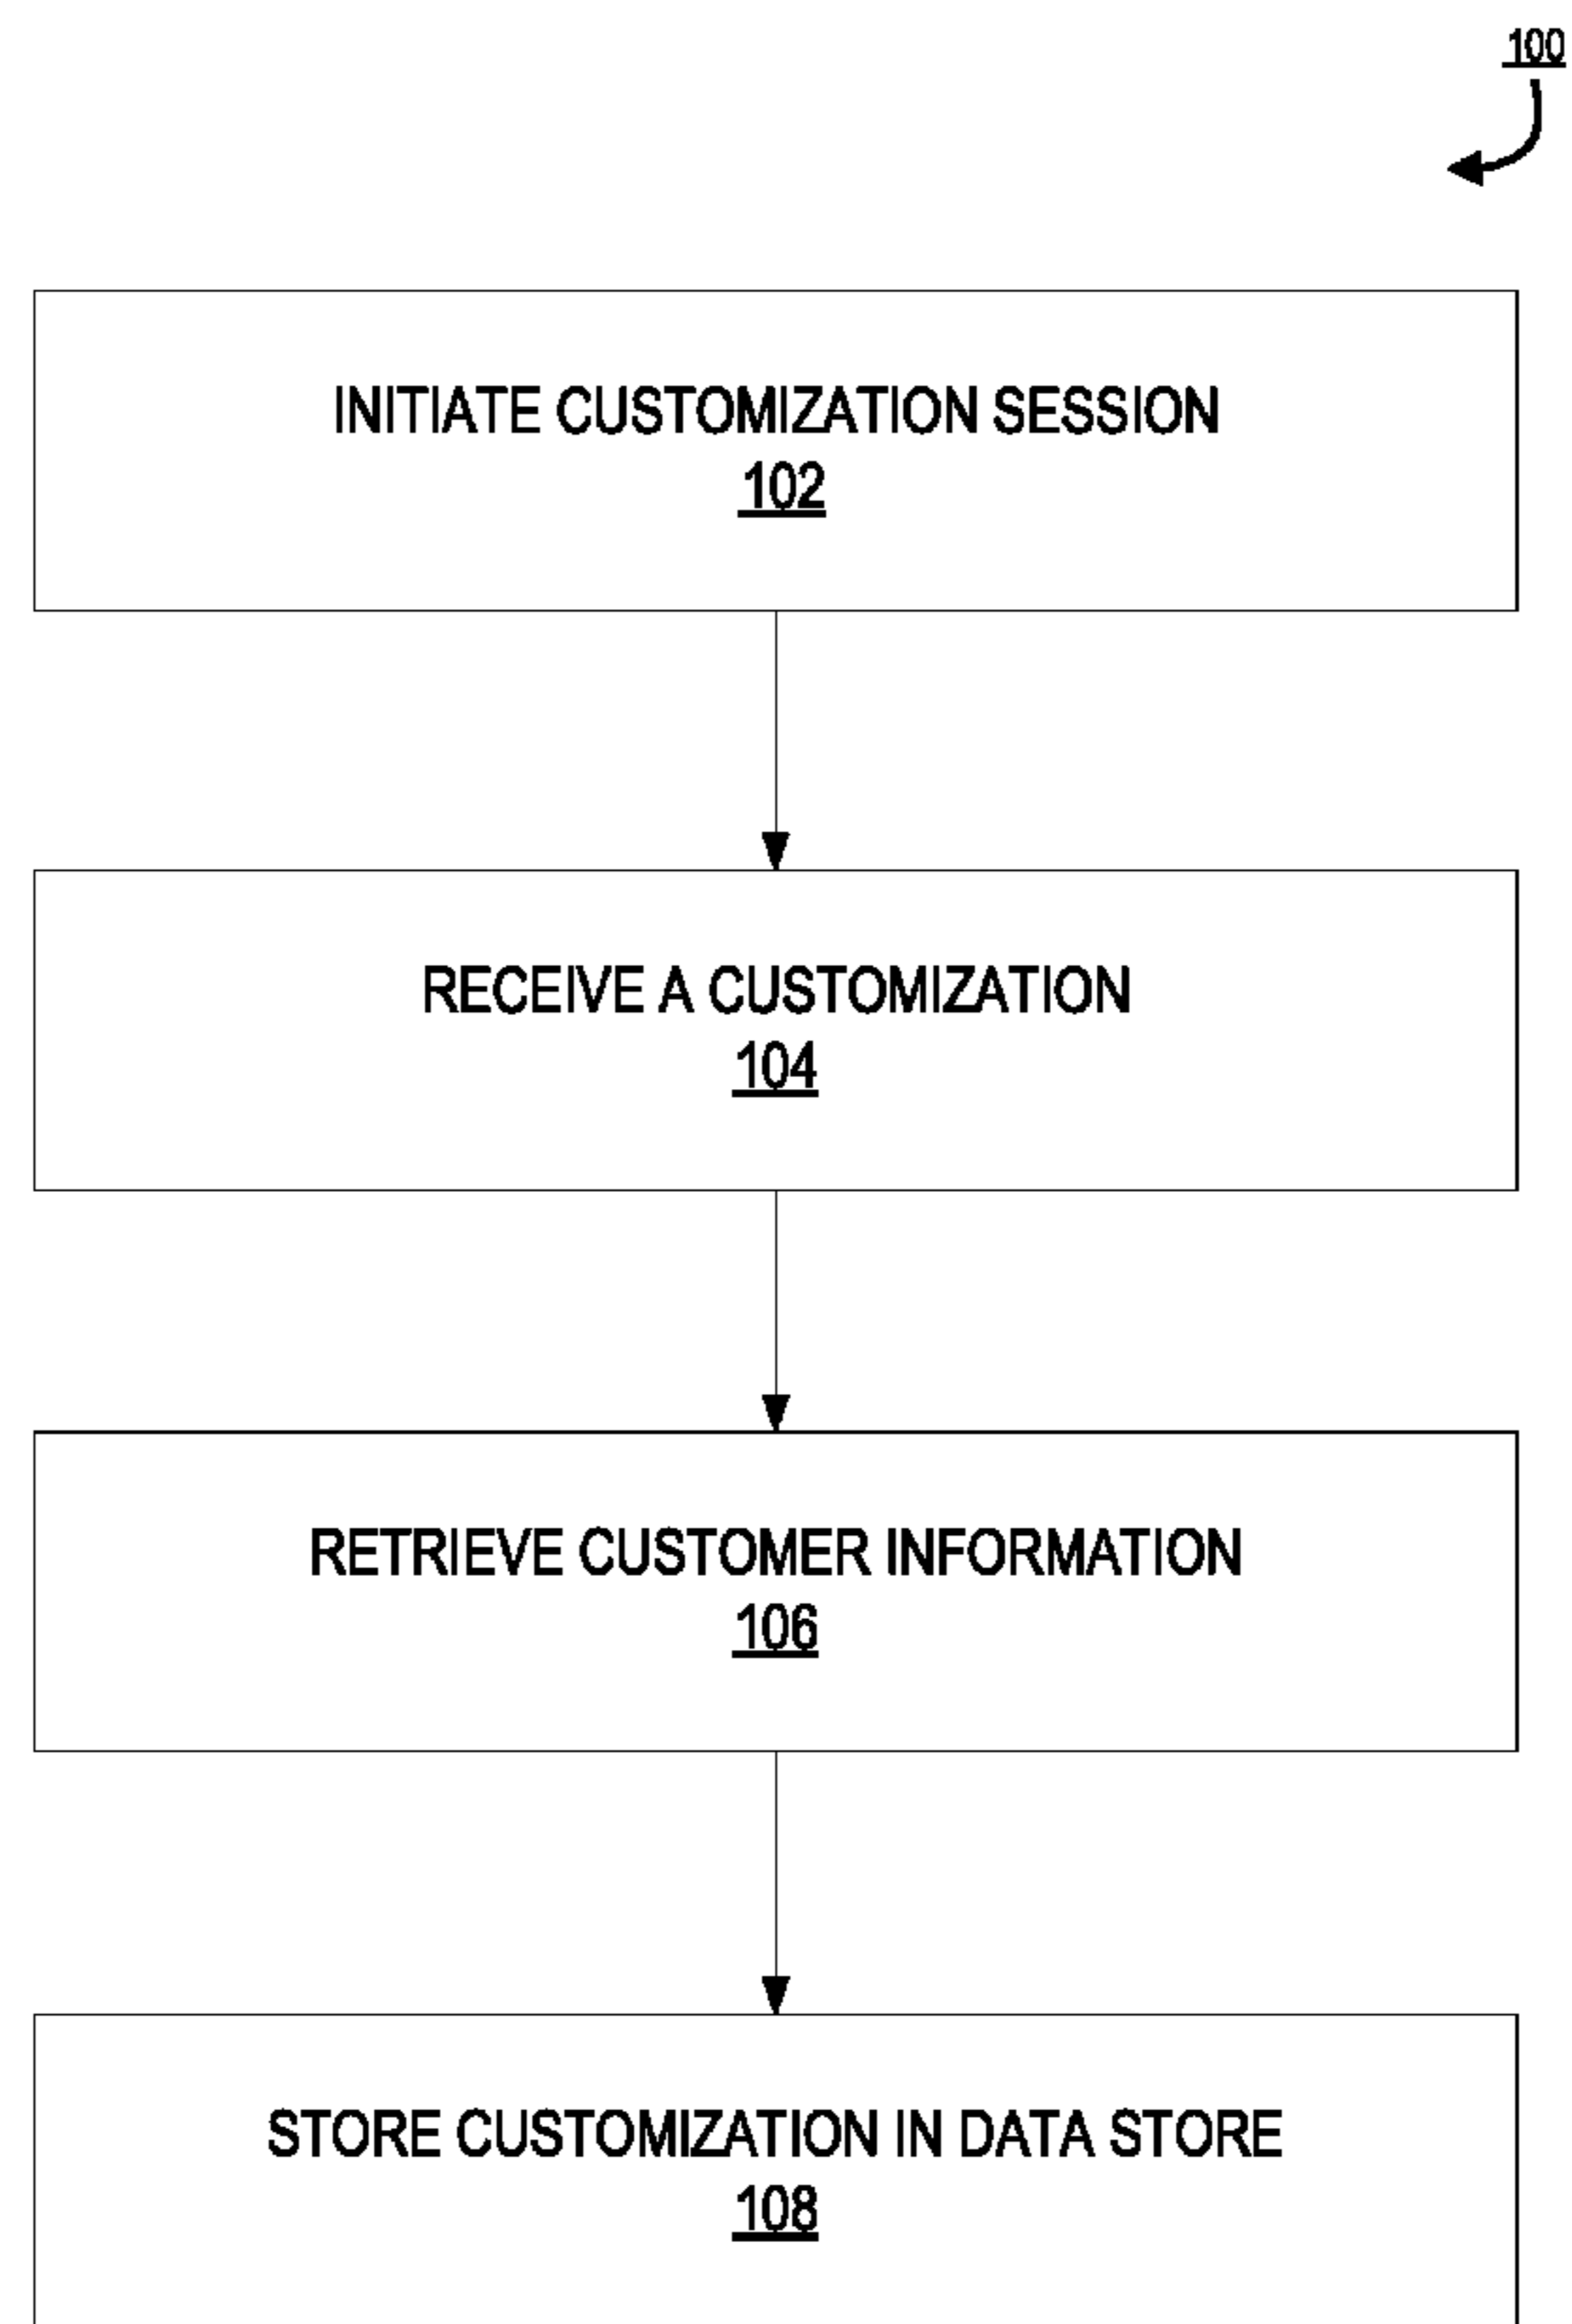 100
INITIATE CUSTOMIZATION SESSION
102
RECEIVE A CUSTOMIZATION
104
RETRIEVE CUSTOMER INFORMATION
106
STORE CUSTOMIZATION IN DATA STORE
108